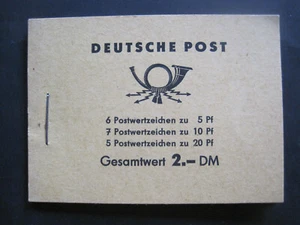 DEUTSCHE POST
6 Postwertzeichen zu 5 Pf
7 Postwertzeichen zu 10 Pf
5 Postwertzeichen zu 20 Pf
Gesamtwert 2.– DM